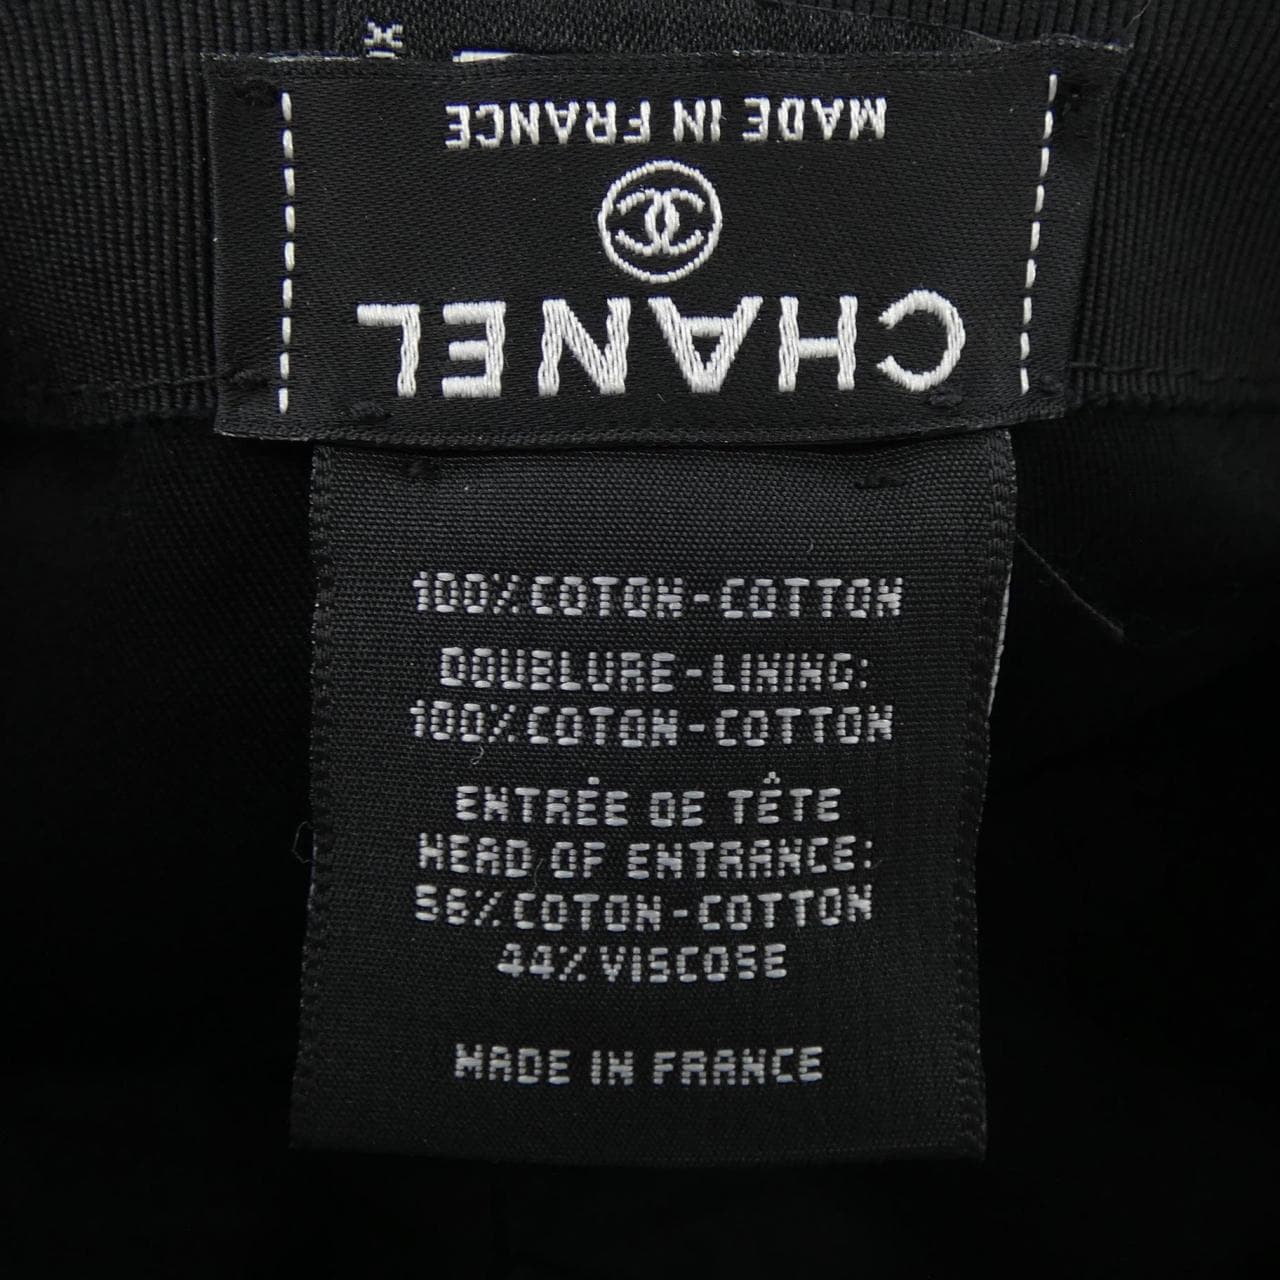 MADE IN FRANCE
CHANEL
100% COTON-COTTON
DOUBLURE-LINING:
100% COTON-COTTON
ENTRÉE DE TÊTE
HEAD OF ENTRANCE:
56% COTON-COTTON
44% VISCOSE
MADE IN FRANCE